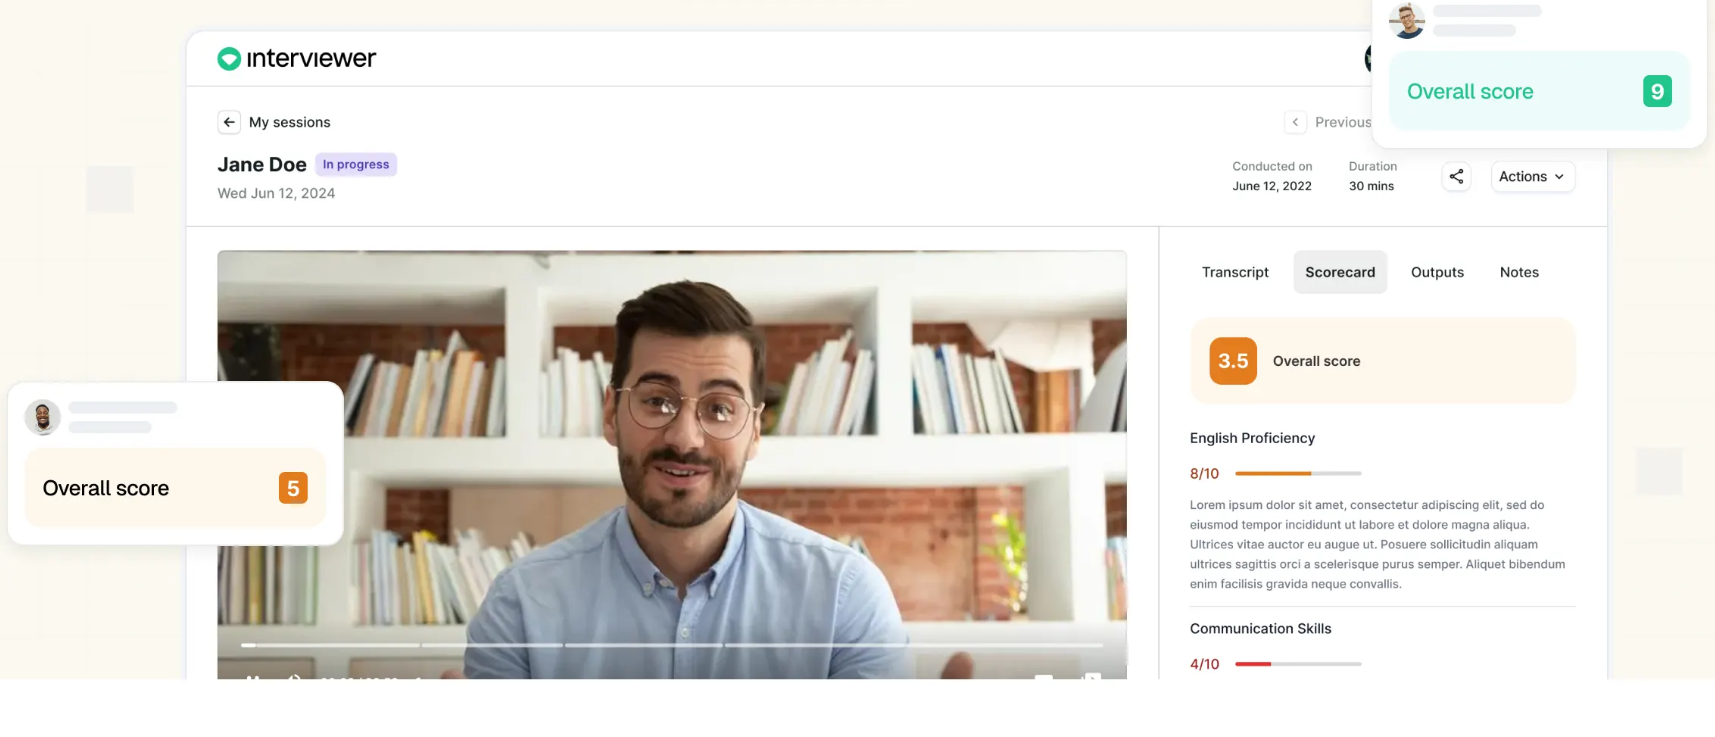 interviewer
Overall score 9
My sessions
Previous
Jane Doe In progress
Wed Jun 12, 2024
Conducted on
June 12, 2022
Duration
30 mins
Actions
Transcript Scorecard Outputs Notes
3.5 Overall score
Overall score 5
English Proficiency
8/10
Lorem ipsum dolor sit amet, consectetur adipiscing elit, sed do
eiusmod tempor incididunt ut labore et dolore magna aliqua.
Ultrices vitae auctor eu augue ut. Posuere sollicitudin aliquam
ultrices sagittis orci a scelerisque purus semper. Aliquet bibendum
enim facilisis gravida neque convallis.
Communication Skills
4/10